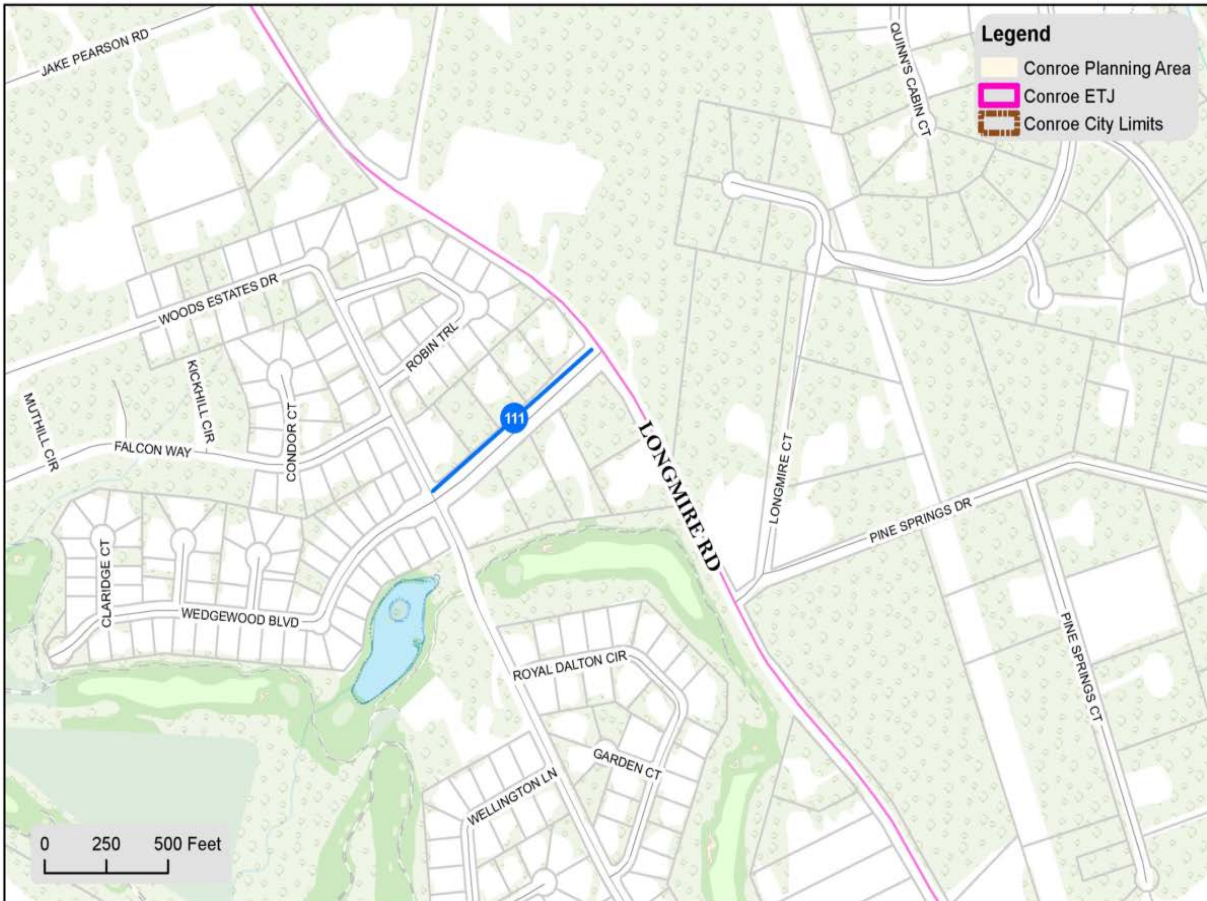 JAKE PEARSON RD
QUINN'S CABIN CT
Legend
Conroe Planning Area
Conroe ETJ
Conroe City Limits
WOODS ESTATES DR
ROBIN TRL
KICKHILL CIR
MUTHILL CIR
CONDOR CT
FALCON WAY
111
LONGMIRE RD
LONGMIRE CT
PINE SPRINGS DR
CLARIDGE CT
WEDGEWOOD BLVD
PINE SPRINGS CT
ROYAL DALTON CIR
GARDEN CT
WELLINGTON LN
0 250 500 Feet